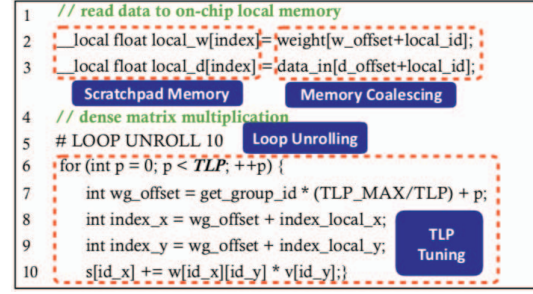 1 // read data to on-chip local memory
2 __local float local_w[index]= weight[w_offset+local_id];
3 __local float local_d[index] = data_in[d_offset+local_id];
Scratchpad Memory Memory Coalescing
4 // dense matrix multiplication
5 # LOOP UNROLL 10 Loop Unrolling
6 for (int p = 0; p < TLP; ++p) {
7 int wg_offset = get_group_id * (TLP_MAX/TLP) + p;
8 int index_x = wg_offset + index_local_x;
9 int index_y = wg_offset + index_local_y;
TLP
Tuning
10 s[id_x] += w[id_x][id_y] * v[id_y];}